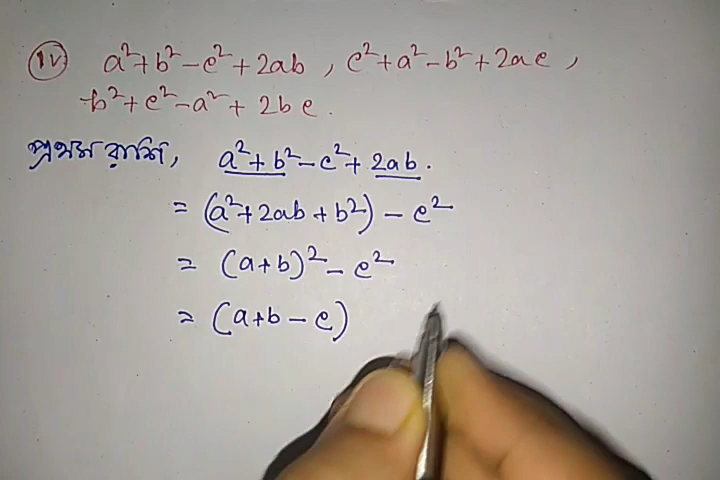 iv) a²+b²-c²+2ab, c²+a²-b²+2ac,
b²+c²-a²+2bc.
প্রথম রাশি, a²+b²-c²+2ab.
= (a²+2ab+b²)-c²
= (a+b)²-c²
= (a+b-c)